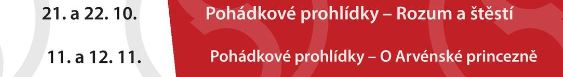 21. a 22. 10. Pohádkové prohlídky – Rozum a štěstí
11. a 12. 11. Pohádkové prohlídky – O Arvénské princezně